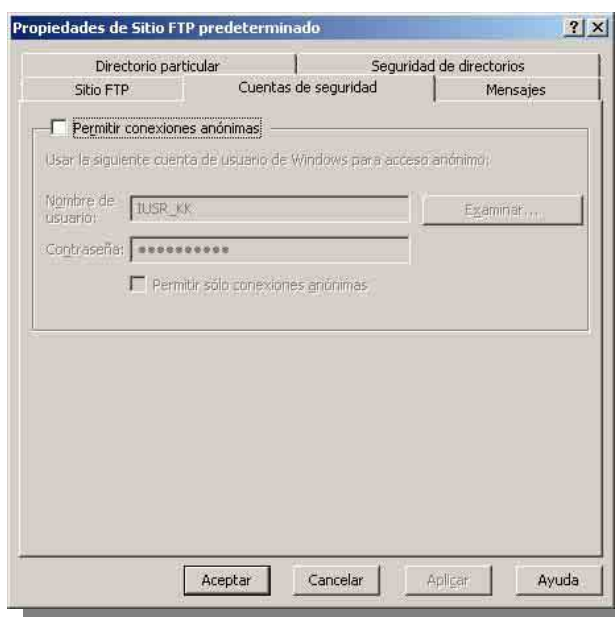 Propiedades de Sitio FTP predeterminado
Directorio particular
Seguridad de directorios
Sitio FTP
Cuentas de seguridad
Mensajes
Permitir conexiones anónimas
Usar la siguiente cuenta de usuario de Windows para acceso anónimo:
Nombre de usuario:
IUSR_KK
Examinar...
Contraseña:
Permitir sólo conexiones anónimas
Aceptar
Cancelar
Aplicar
Ayuda